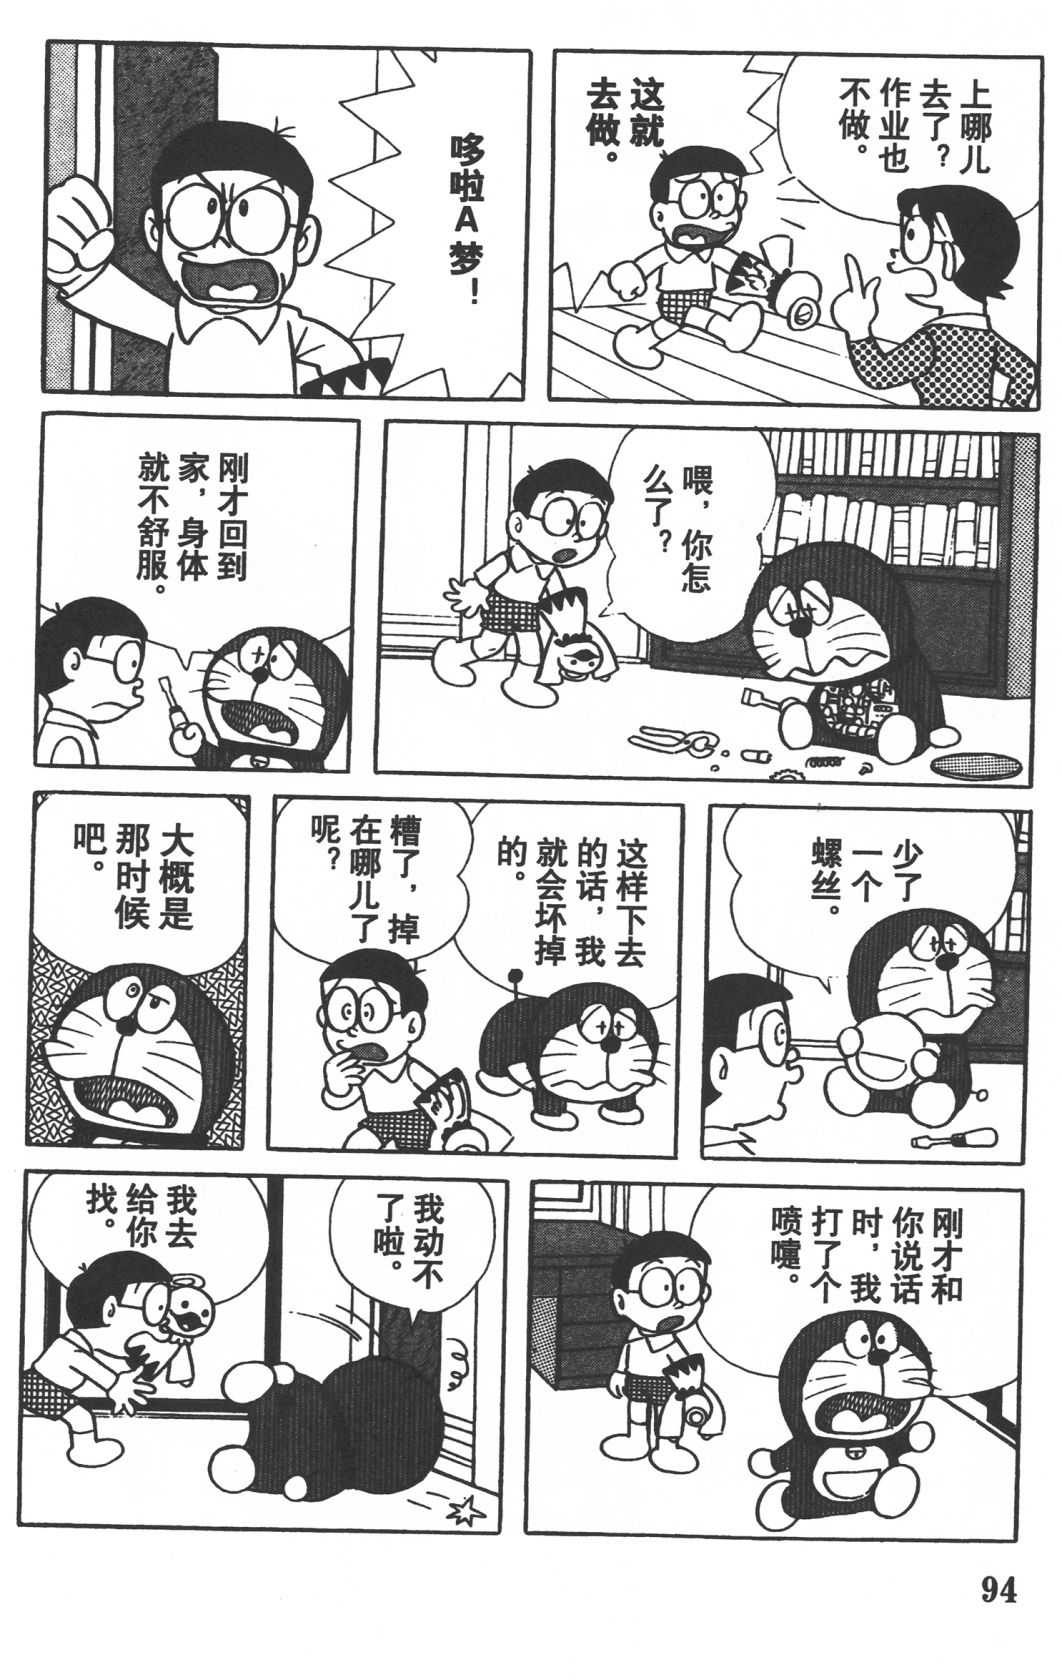 上哪儿
去了？
作业也
不做。
这就
去做。
哆啦A梦！
喂，你怎
么了？
刚才回到
家，身体
就不舒服。
少了
一个
螺丝。
这样下去
的话，我
就会坏掉
的。
糟了，掉
在哪儿了
呢？
大概是
那时候
吧。
刚才和
你说话
时，我
打了个
喷嚏。
我动不
了啦。
我去
给你
找。
94